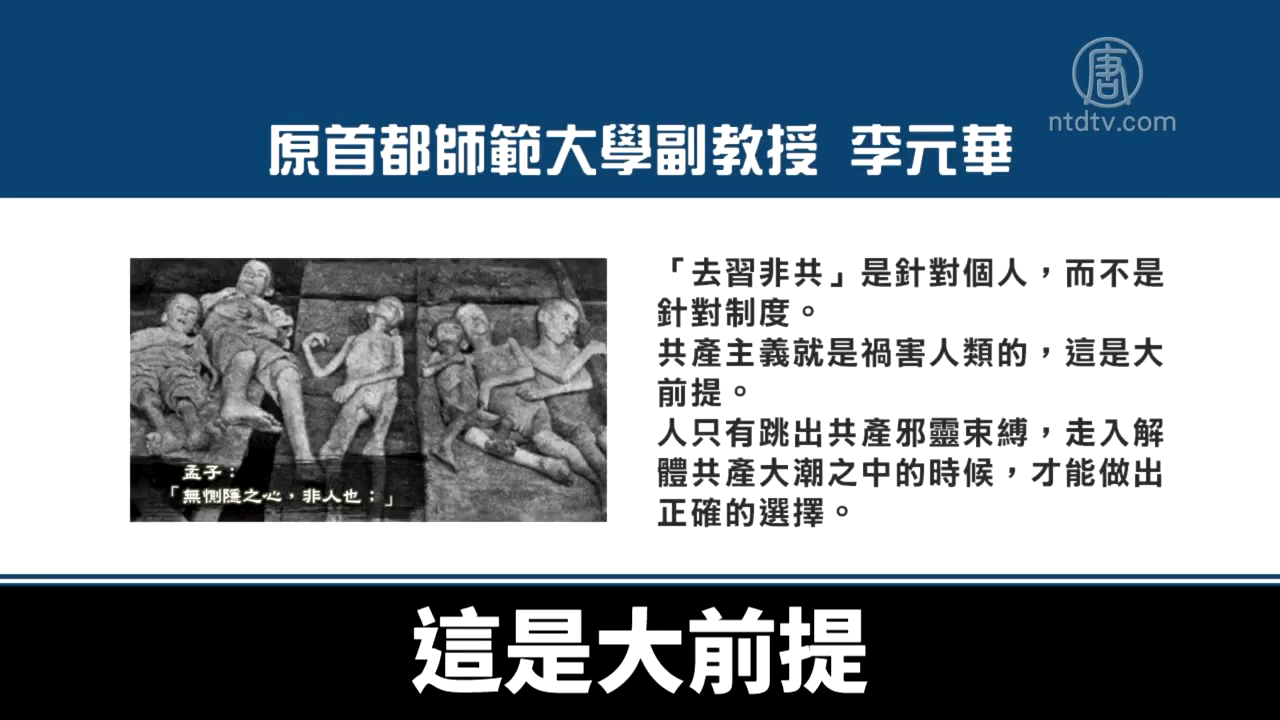 唐
ntdtv.com
原首都師範大學副教授 李元華
「去習非共」是針對個人，而不是
針對制度。
共產主義就是禍害人類的，這是大
前提。
人只有跳出共產邪靈束縛，走入解
體共產大潮之中的時候，才能做出
正確的選擇。
孟子：
「無惻隱之心，非人也；」
這是大前提